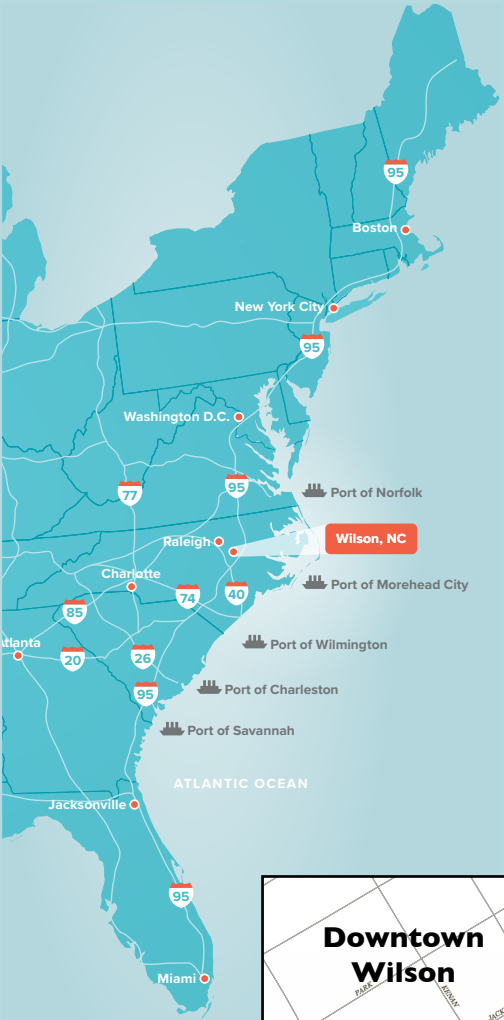 95
Boston
New York City
95
Washington D.C.
77
95
Port of Norfolk
Raleigh
Wilson, NC
Charlotte
Port of Morehead City
85
74
40
Atlanta
20
26
Port of Wilmington
95
Port of Charleston
Port of Savannah
ATLANTIC OCEAN
Jacksonville
95
Downtown
Wilson
Miami
PARK
KENAN
JACK